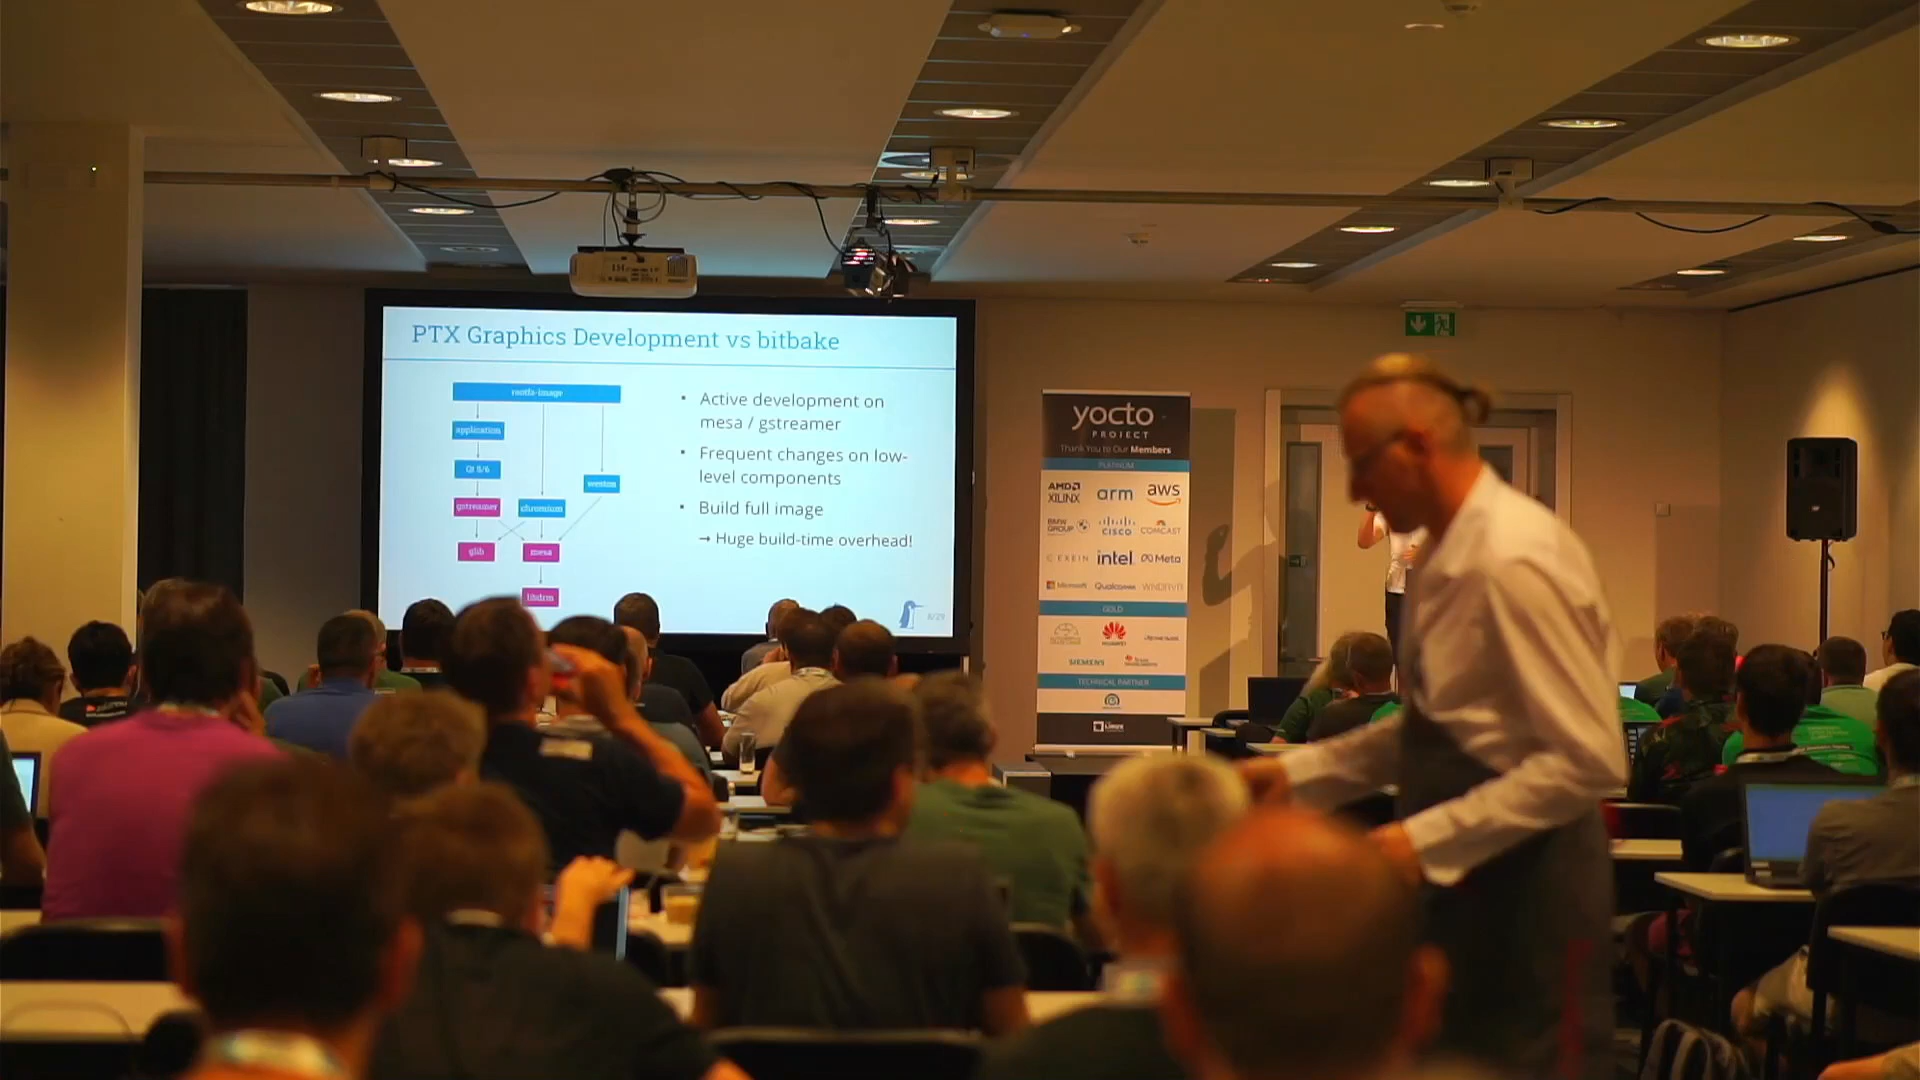 PTX Graphics Development vs bitbake
rootfs-image
application
Qt 5/6
weston
gstreamer
chromium
glib
mesa
libdrm
• Active development on
mesa / gstreamer
• Frequent changes on low-
level components
• Build full image
→ Huge build-time overhead!
8/29
yocto
PROJECT
Thank You to Our Members
PLATINUM
AMD
XILINX
arm
aws
BMW
GROUP
CISCO
COMCAST
EXEIN
intel
Meta
Microsoft
Qualcomm
WNDRVR
GOLD
HUAWEI
SIEMENS
TECHNICAL PARTNER